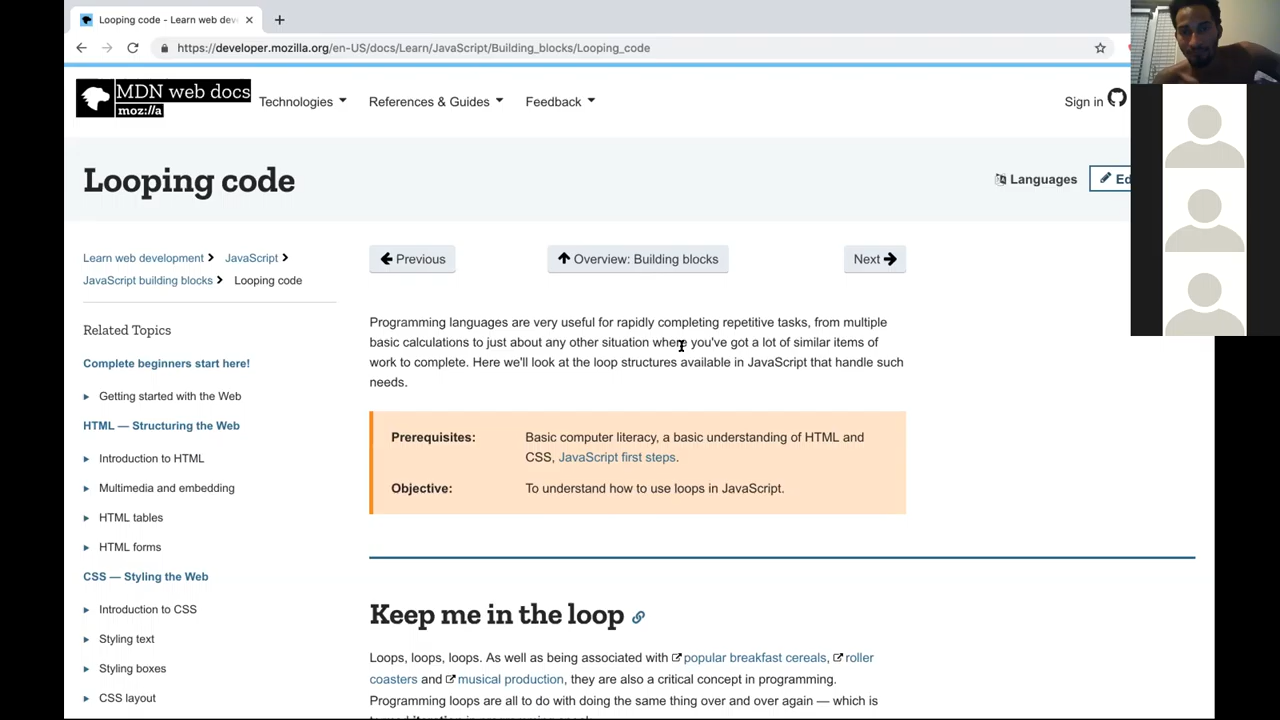 Looping code - Learn web dev
https://developer.mozilla.org/en-US/docs/Learn/JavaScript/Building_blocks/Looping_code
MDN web docs
moz://a
Technologies
References & Guides
Feedback
Sign in
Looping code
Languages
Ed
Learn web development
JavaScript
JavaScript building blocks
Looping code
Previous
Overview: Building blocks
Next
Related Topics
Complete beginners start here!
Getting started with the Web
HTML — Structuring the Web
Introduction to HTML
Multimedia and embedding
HTML tables
HTML forms
CSS — Styling the Web
Introduction to CSS
Styling text
Styling boxes
CSS layout
Programming languages are very useful for rapidly completing repetitive tasks, from multiple
basic calculations to just about any other situation where you've got a lot of similar items of
work to complete. Here we'll look at the loop structures available in JavaScript that handle such
needs.
Prerequisites: Basic computer literacy, a basic understanding of HTML and
CSS, JavaScript first steps.
Objective: To understand how to use loops in JavaScript.
Keep me in the loop
Loops, loops, loops. As well as being associated with popular breakfast cereals, roller
coasters and musical production, they are also a critical concept in programming.
Programming loops are all to do with doing the same thing over and over again — which is